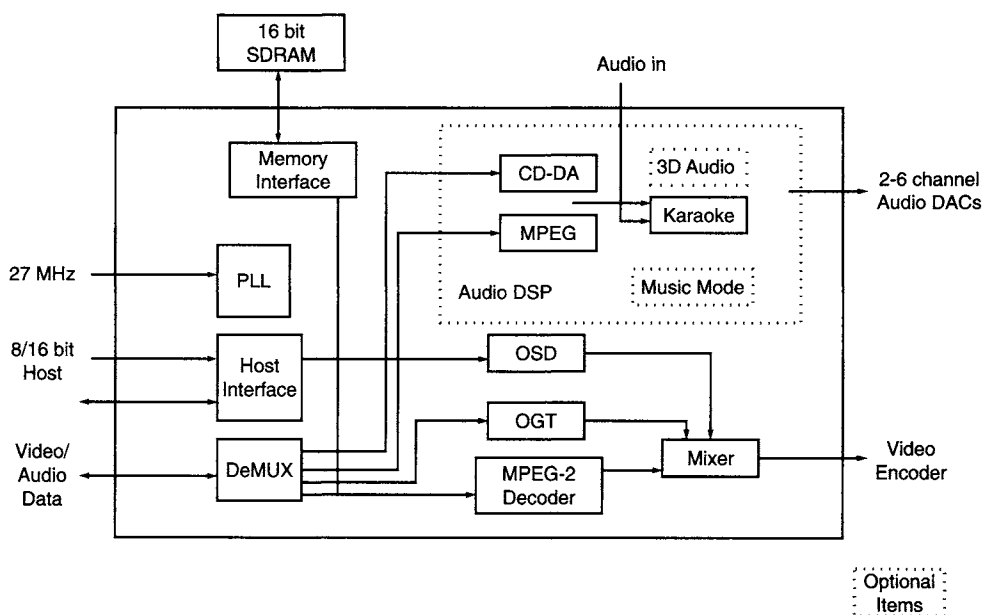 16 bit
SDRAM
Audio in
Memory
Interface
CD-DA
3D Audio
2-6 channel
Audio DACs
Karaoke
MPEG
27 MHz
PLL
Audio DSP
Music Mode
8/16 bit
Host
Host
Interface
OSD
OGT
Video/
Audio
Data
DeMUX
MPEG-2
Decoder
Mixer
Video
Encoder
Optional
Items